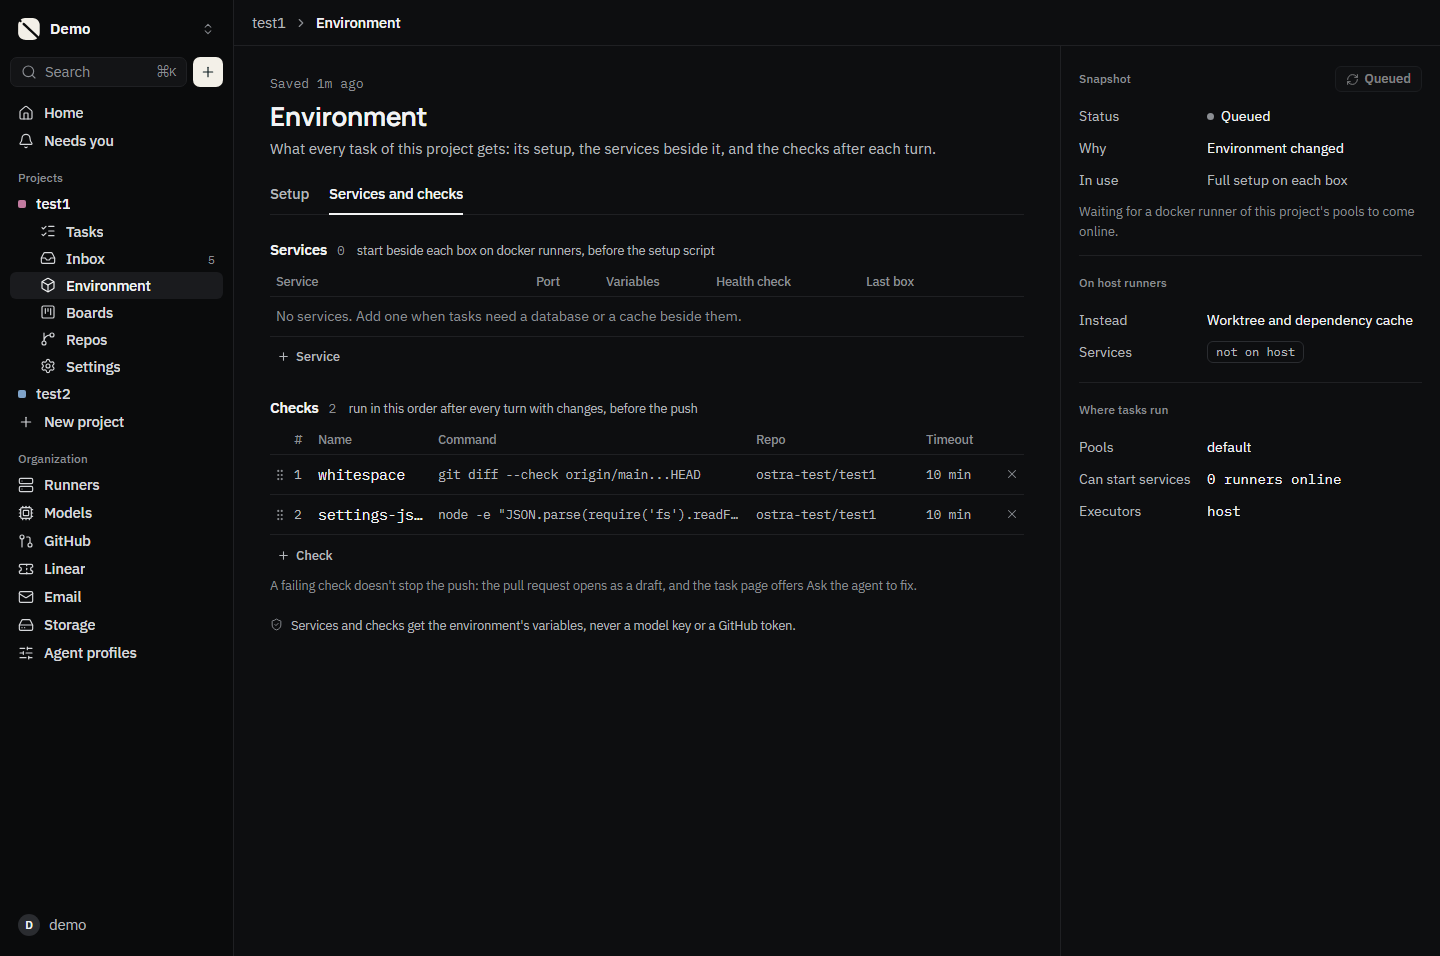 Demo
Search ⌘K
Home
Needs you
Projects
test1
Tasks
Inbox 5
Environment
Boards
Repos
Settings
test2
New project
Organization
Runners
Models
GitHub
Linear
Email
Storage
Agent profiles
D demo
test1 > Environment
Saved 1m ago
Environment
What every task of this project gets: its setup, the services beside it, and the checks after each turn.
Setup Services and checks
Services 0 start beside each box on docker runners, before the setup script
Service Port Variables Health check Last box
No services. Add one when tasks need a database or a cache beside them.
+ Service
Checks 2 run in this order after every turn with changes, before the push
# Name Command Repo Timeout
1 whitespace git diff --check origin/main...HEAD ostra-test/test1 10 min
2 settings-js… node -e "JSON.parse(require('fs').readF… ostra-test/test1 10 min
+ Check
A failing check doesn't stop the push: the pull request opens as a draft, and the task page offers Ask the agent to fix.
Services and checks get the environment's variables, never a model key or a GitHub token.
Snapshot Queued
Status Queued
Why Environment changed
In use Full setup on each box
Waiting for a docker runner of this project's pools to come
online.
On host runners
Instead Worktree and dependency cache
Services not on host
Where tasks run
Pools default
Can start services 0 runners online
Executors host